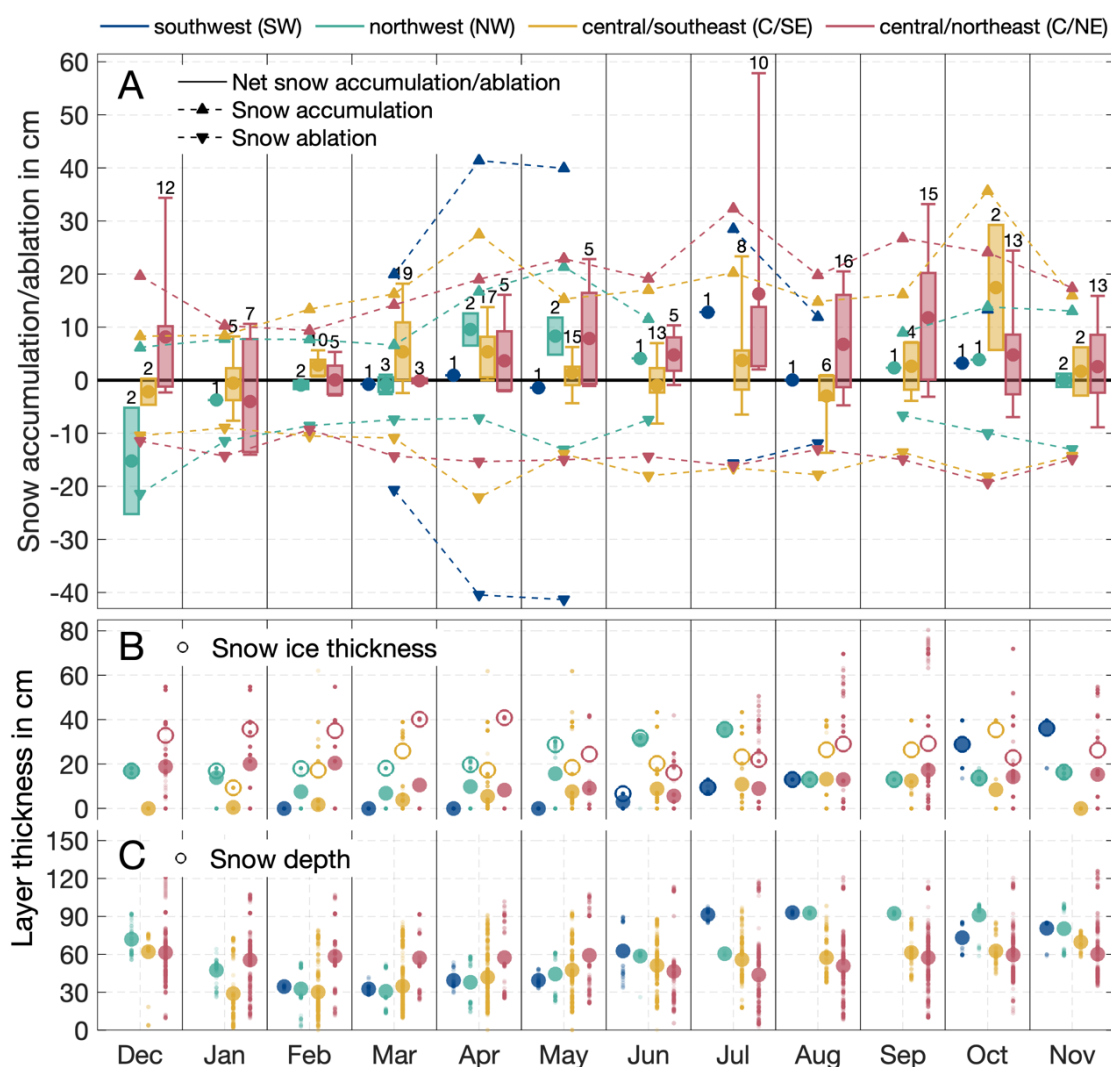 southwest (SW) northwest (NW) central/southeast (C/SE) central/northeast (C/NE)
A
Net snow accumulation/ablation
Snow accumulation
Snow ablation
Snow accumulation/ablation in cm
60
50
40
30
20
10
0
-10
-20
-30
-40
2 2 12
1 5 7
2 10 5
1 3 19 3
1 2 17 5
1 2 15 5
1 13 5
1 8 10
1 6 16
1 4 15
1 1 2 13
2 2 13
B
Snow ice thickness
Layer thickness in cm
80
60
40
20
0
C
Snow depth
150
120
90
60
30
0
Dec Jan Feb Mar Apr May Jun Jul Aug Sep Oct Nov